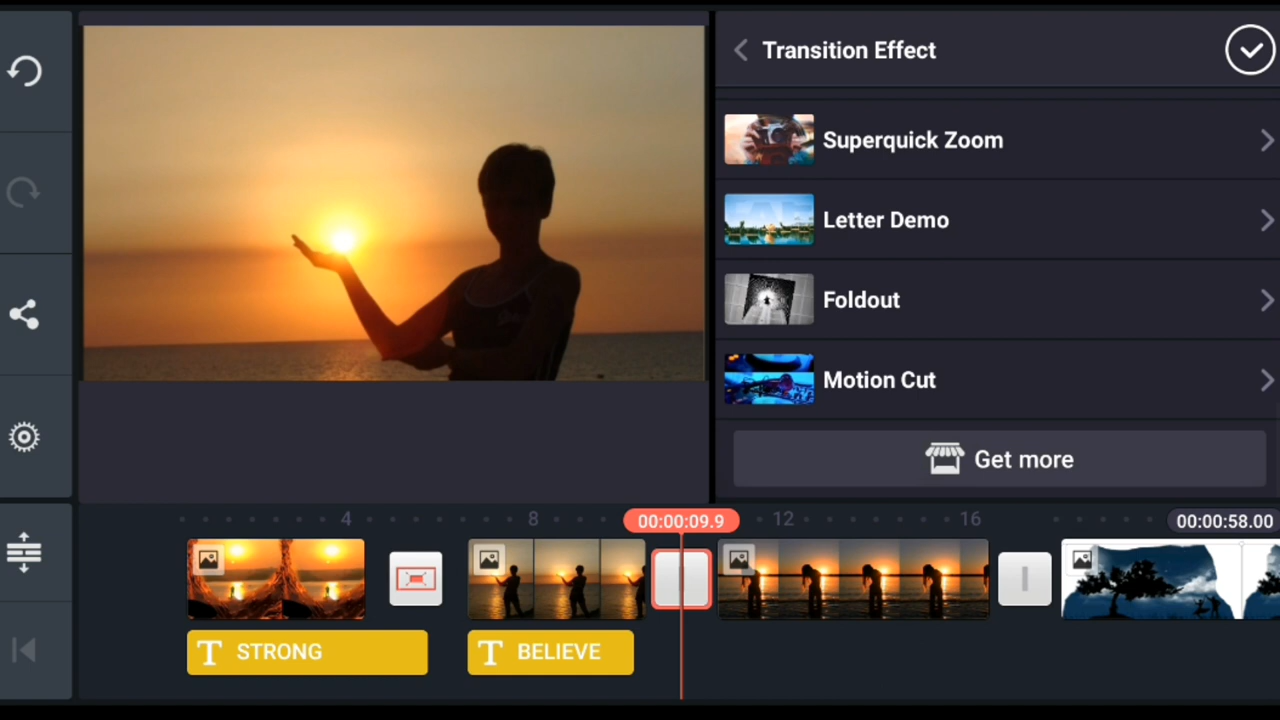 Transition Effect
Superquick Zoom
Letter Demo
Foldout
Motion Cut
Get more
4
8
00:00:09.9
12
16
00:00:58.00
T STRONG
T BELIEVE